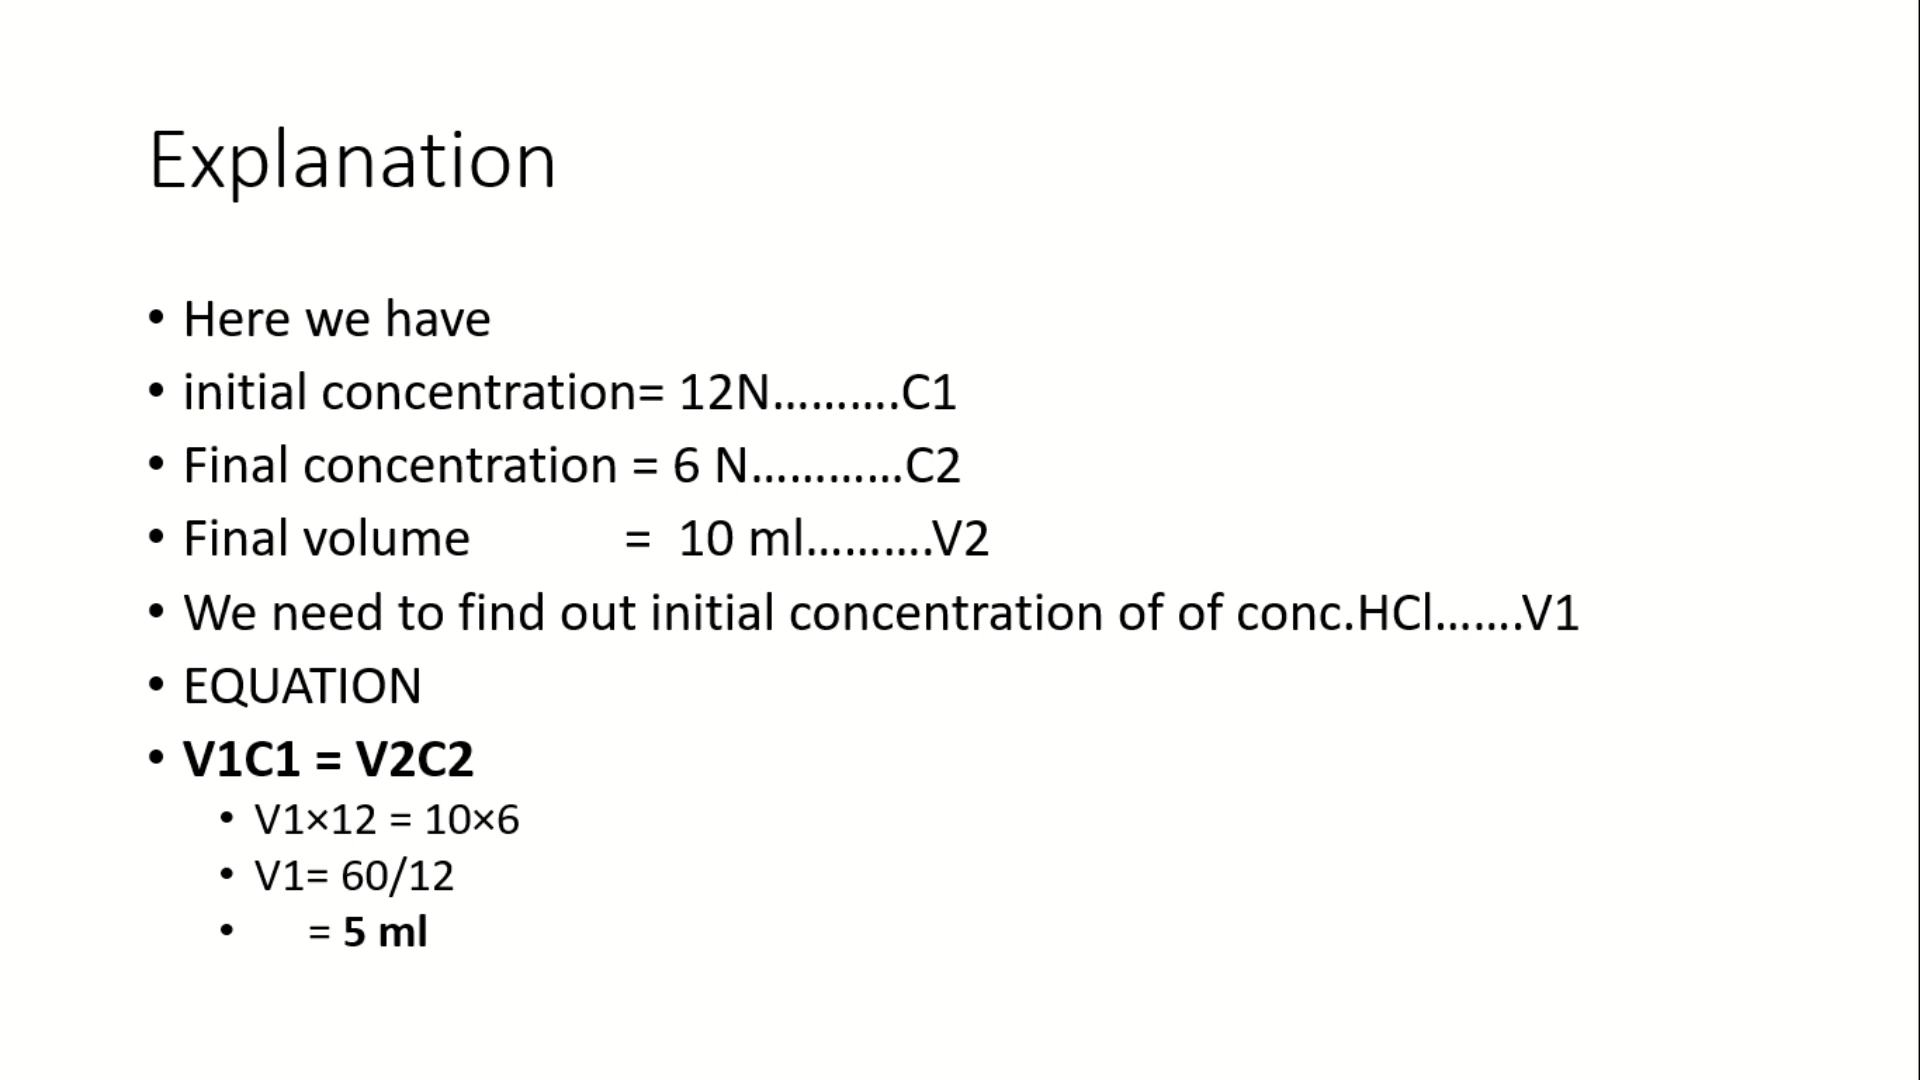 Explanation
• Here we have
• initial concentration= 12N……….C1
• Final concentration = 6 N…………C2
• Final volume = 10 ml……….V2
• We need to find out initial concentration of of conc.HCl…….V1
• EQUATION
• V1C1 = V2C2
• V1×12 = 10×6
• V1= 60/12
• = 5 ml